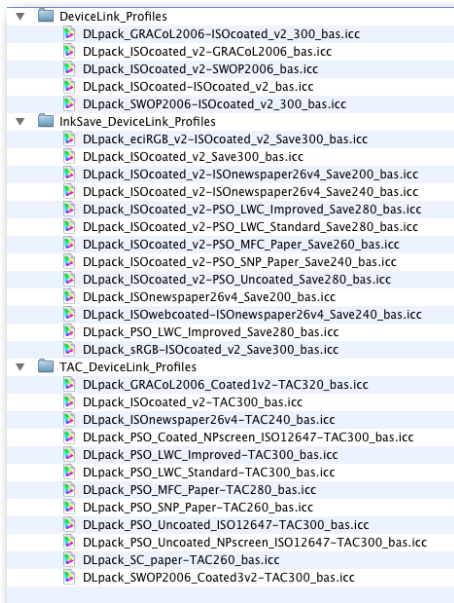 DeviceLink_Profiles
DLpack_GRACoL2006-ISOcoated_v2_300_bas.icc
DLpack_ISOcoated_v2-GRACoL2006_bas.icc
DLpack_ISOcoated_v2-SWOP2006_bas.icc
DLpack_ISOcoated-ISOcoated_v2_bas.icc
DLpack_SWOP2006-ISOcoated_v2_300_bas.icc
InkSave_DeviceLink_Profiles
DLpack_eciRGB_v2-ISOcoated_v2_Save300_bas.icc
DLpack_ISOcoated_v2_Save300_bas.icc
DLpack_ISOcoated_v2-ISOnewspaper26v4_Save200_bas.icc
DLpack_ISOcoated_v2-ISOnewspaper26v4_Save240_bas.icc
DLpack_ISOcoated_v2-PSO_LWC_Improved_Save280_bas.icc
DLpack_ISOcoated_v2-PSO_LWC_Standard_Save280_bas.icc
DLpack_ISOcoated_v2-PSO_MFC_Paper_Save260_bas.icc
DLpack_ISOcoated_v2-PSO_SNP_Paper_Save240_bas.icc
DLpack_ISOcoated_v2-PSO_Uncoated_Save280_bas.icc
DLpack_ISOnewspaper26v4_Save200_bas.icc
DLpack_ISOwebcoated-ISOnewspaper26v4_Save240_bas.icc
DLpack_PSO_LWC_Improved_Save280_bas.icc
DLpack_sRGB-ISOcoated_v2_Save300_bas.icc
TAC_DeviceLink_Profiles
DLpack_GRACoL2006_Coated1v2-TAC320_bas.icc
DLpack_ISOcoated_v2-TAC300_bas.icc
DLpack_ISOnewspaper26v4-TAC240_bas.icc
DLpack_PSO_Coated_NPscreen_ISO12647-TAC300_bas.icc
DLpack_PSO_LWC_Improved-TAC300_bas.icc
DLpack_PSO_LWC_Standard-TAC300_bas.icc
DLpack_PSO_MFC_Paper-TAC280_bas.icc
DLpack_PSO_SNP_Paper-TAC260_bas.icc
DLpack_PSO_Uncoated_ISO12647-TAC300_bas.icc
DLpack_PSO_Uncoated_NPscreen_ISO12647-TAC300_bas.icc
DLpack_SC_paper-TAC260_bas.icc
DLpack_SWOP2006_Coated3v2-TAC300_bas.icc